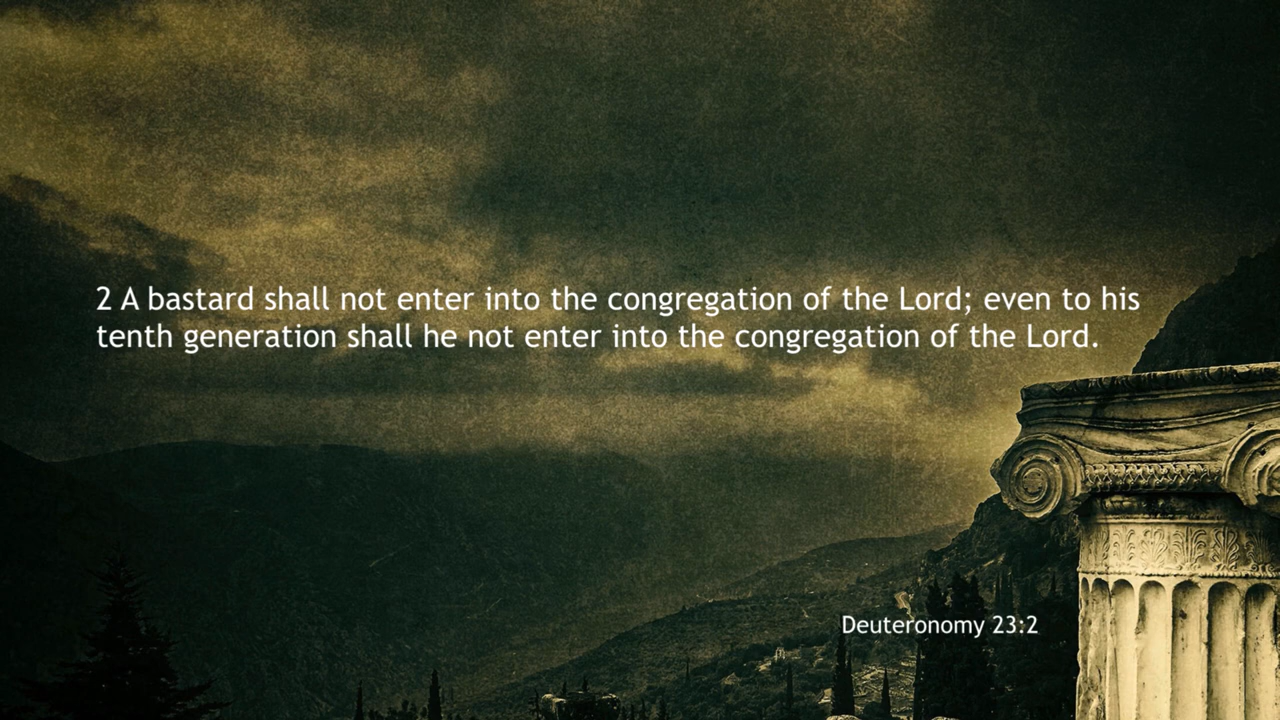 2 A bastard shall not enter into the congregation of the Lord; even to his
tenth generation shall he not enter into the congregation of the Lord.
Deuteronomy 23:2